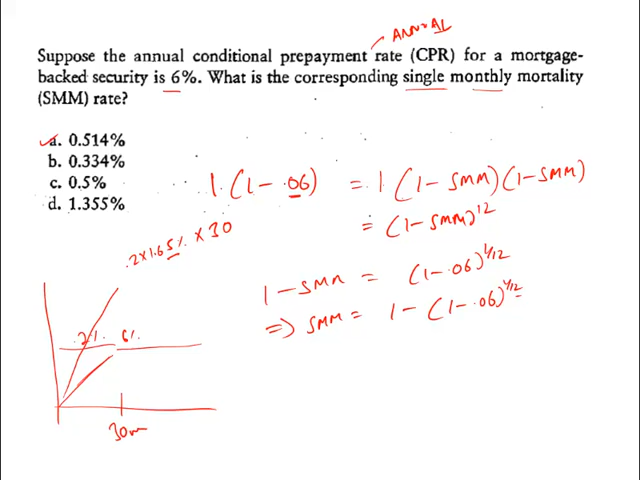 ANNUAL
Suppose the annual conditional prepayment rate (CPR) for a mortgage-
backed security is 6%. What is the corresponding single monthly mortality
(SMM) rate?
a. 0.514%
b. 0.334%
c. 0.5%
d. 1.355%
1.(1-.06) = 1(1-SMM)(1-SMM)
= (1-SMM)^12
.2×1.65%×30
1-SMM = (1-.06)^1/12
=> SMM = 1-(1-.06)^1/12
.2% 6%
30m